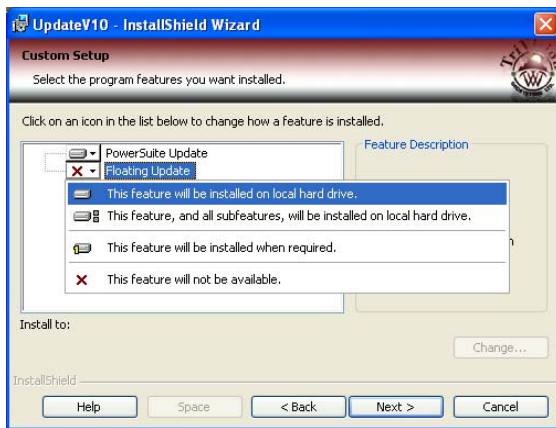 UpdateV10 - InstallShield Wizard
Custom Setup
Select the program features you want installed.
Click on an icon in the list below to change how a feature is installed.
PowerSuite Update
Floating Update
Feature Description
This feature will be installed on local hard drive.
This feature, and all subfeatures, will be installed on local hard drive.
This feature will be installed when required.
This feature will not be available.
Install to:
Change...
InstallShield
Help
Space
< Back
Next >
Cancel